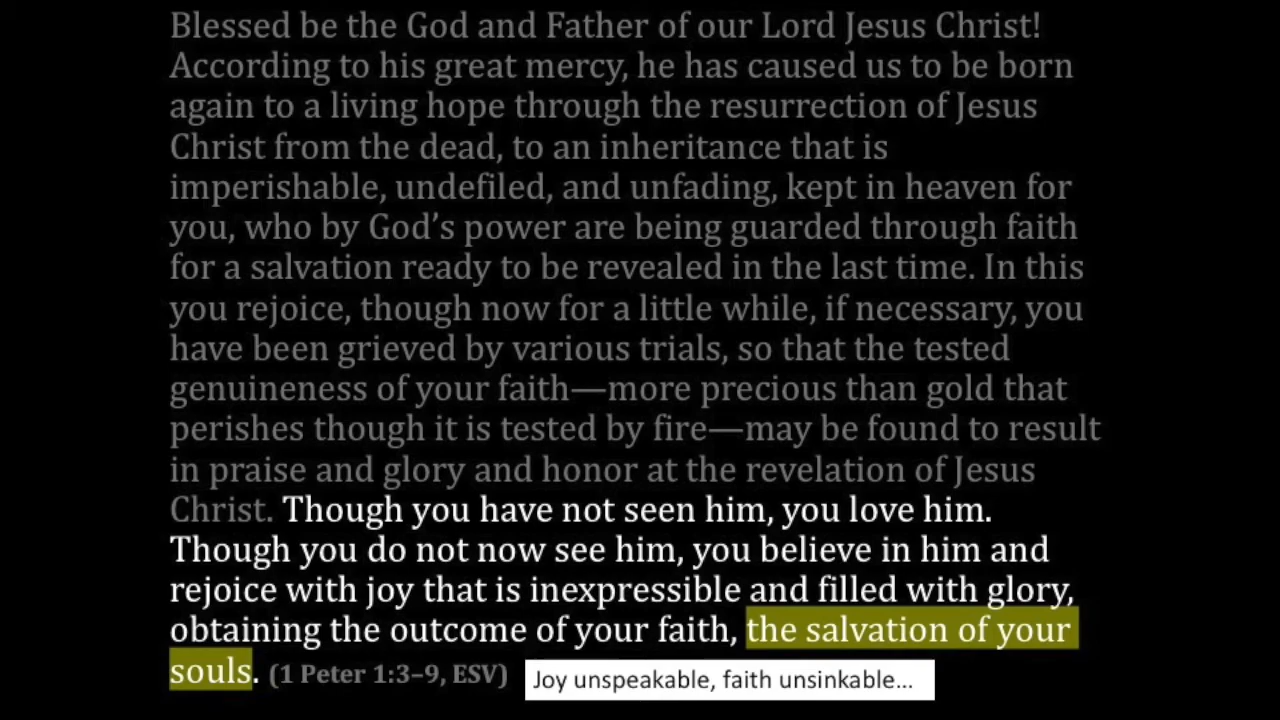 Blessed be the God and Father of our Lord Jesus Christ!
According to his great mercy, he has caused us to be born
again to a living hope through the resurrection of Jesus
Christ from the dead, to an inheritance that is
imperishable, undefiled, and unfading, kept in heaven for
you, who by God’s power are being guarded through faith
for a salvation ready to be revealed in the last time. In this
you rejoice, though now for a little while, if necessary, you
have been grieved by various trials, so that the tested
genuineness of your faith—more precious than gold that
perishes though it is tested by fire—may be found to result
in praise and glory and honor at the revelation of Jesus
Christ. Though you have not seen him, you love him.
Though you do not now see him, you believe in him and
rejoice with joy that is inexpressible and filled with glory,
obtaining the outcome of your faith, the salvation of your
souls. (1 Peter 1:3–9, ESV) Joy unspeakable, faith unsinkable...